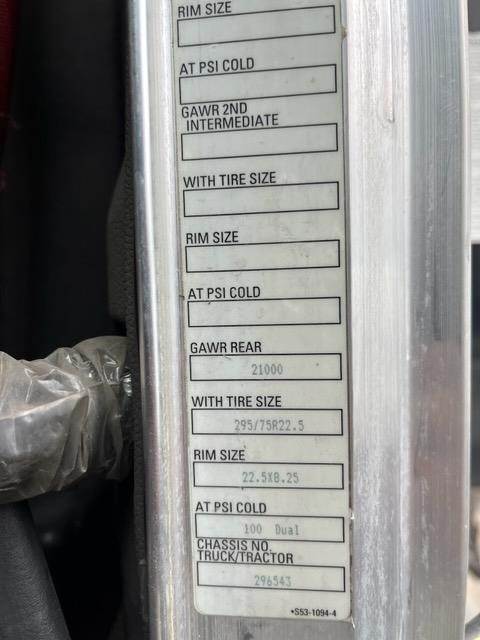 RIM SIZE
AT PSI COLD
GAWR 2ND
INTERMEDIATE
WITH TIRE SIZE
RIM SIZE
AT PSI COLD
GAWR REAR
21000
WITH TIRE SIZE
295/75R22.5
RIM SIZE
22.5X8.25
AT PSI COLD
100 Dual
CHASSIS NO.
TRUCK/TRACTOR
296543
•S53-1094-4